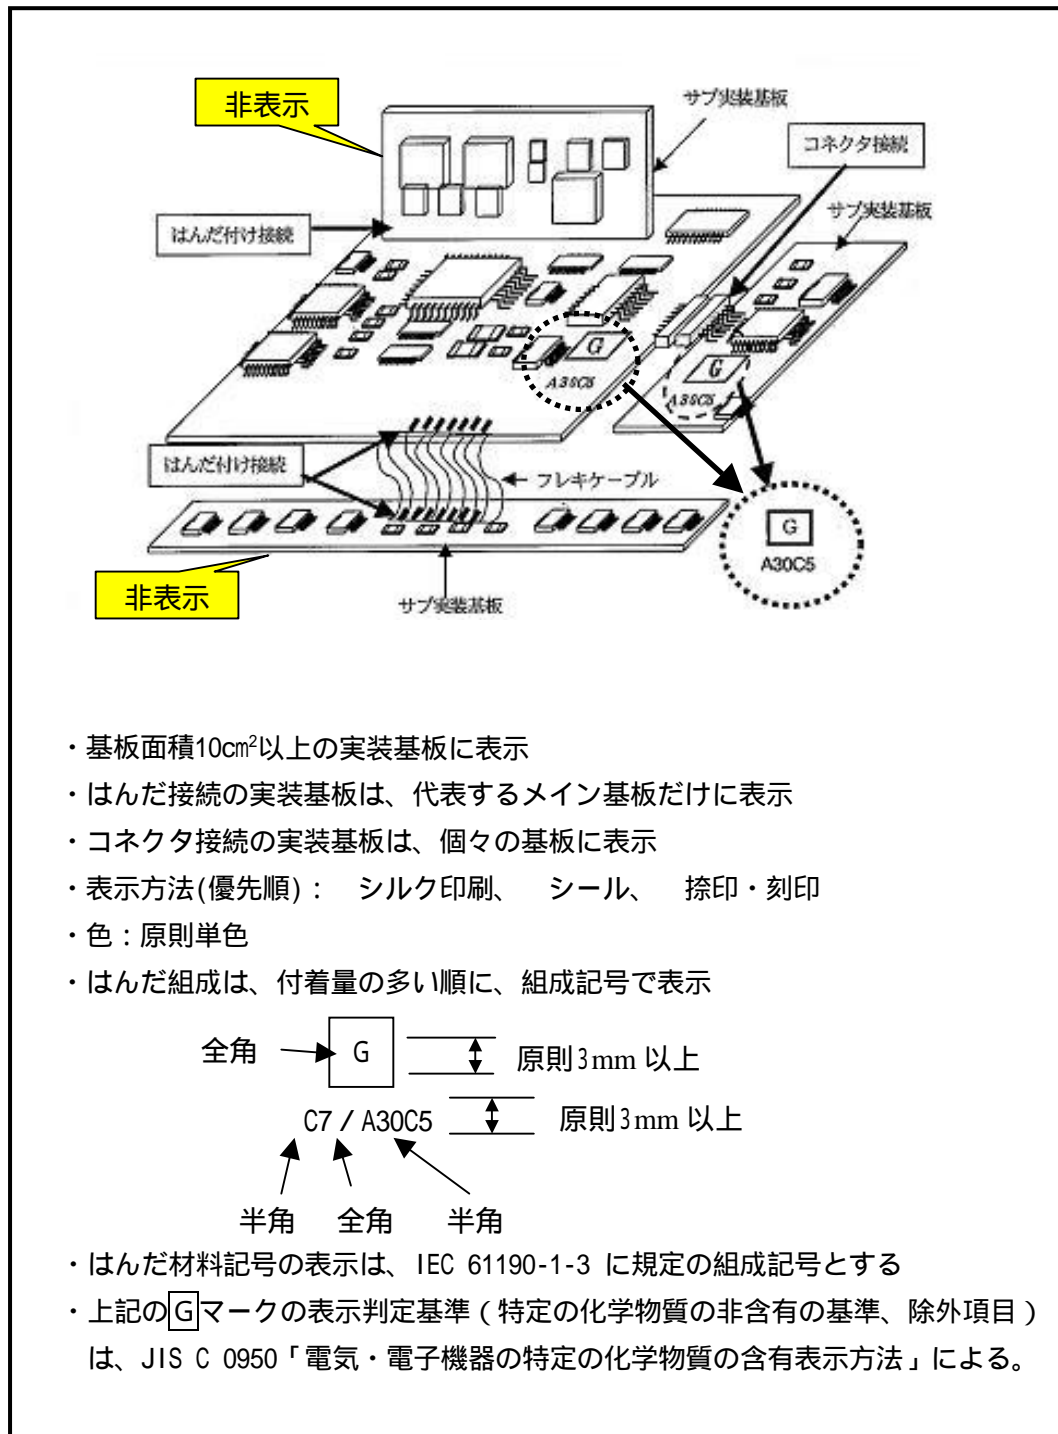 非表示
サブ実装基板
コネクタ接続
サブ実装基板
はんだ付け接続
G
A30C5
G
A30C5
はんだ付け接続
フレキケーブル
G
A30C5
非表示
サブ実装基板
・基板面積10c㎡以上の実装基板に表示
・はんだ接続の実装基板は、代表するメイン基板だけに表示
・コネクタ接続の実装基板は、個々の基板に表示
・表示方法(優先順)：　シルク印刷、　シール、　捺印・刻印
・色：原則単色
・はんだ組成は、付着量の多い順に、組成記号で表示
全角 G 原則3mm 以上
C7／A30C5 原則3mm 以上
半角 全角 半角
・はんだ材料記号の表示は、IEC 61190-1-3 に規定の組成記号とする
・上記のGマークの表示判定基準（特定の化学物質の非含有の基準、除外項目）
は、JIS C 0950「電気・電子機器の特定の化学物質の含有表示方法」による。